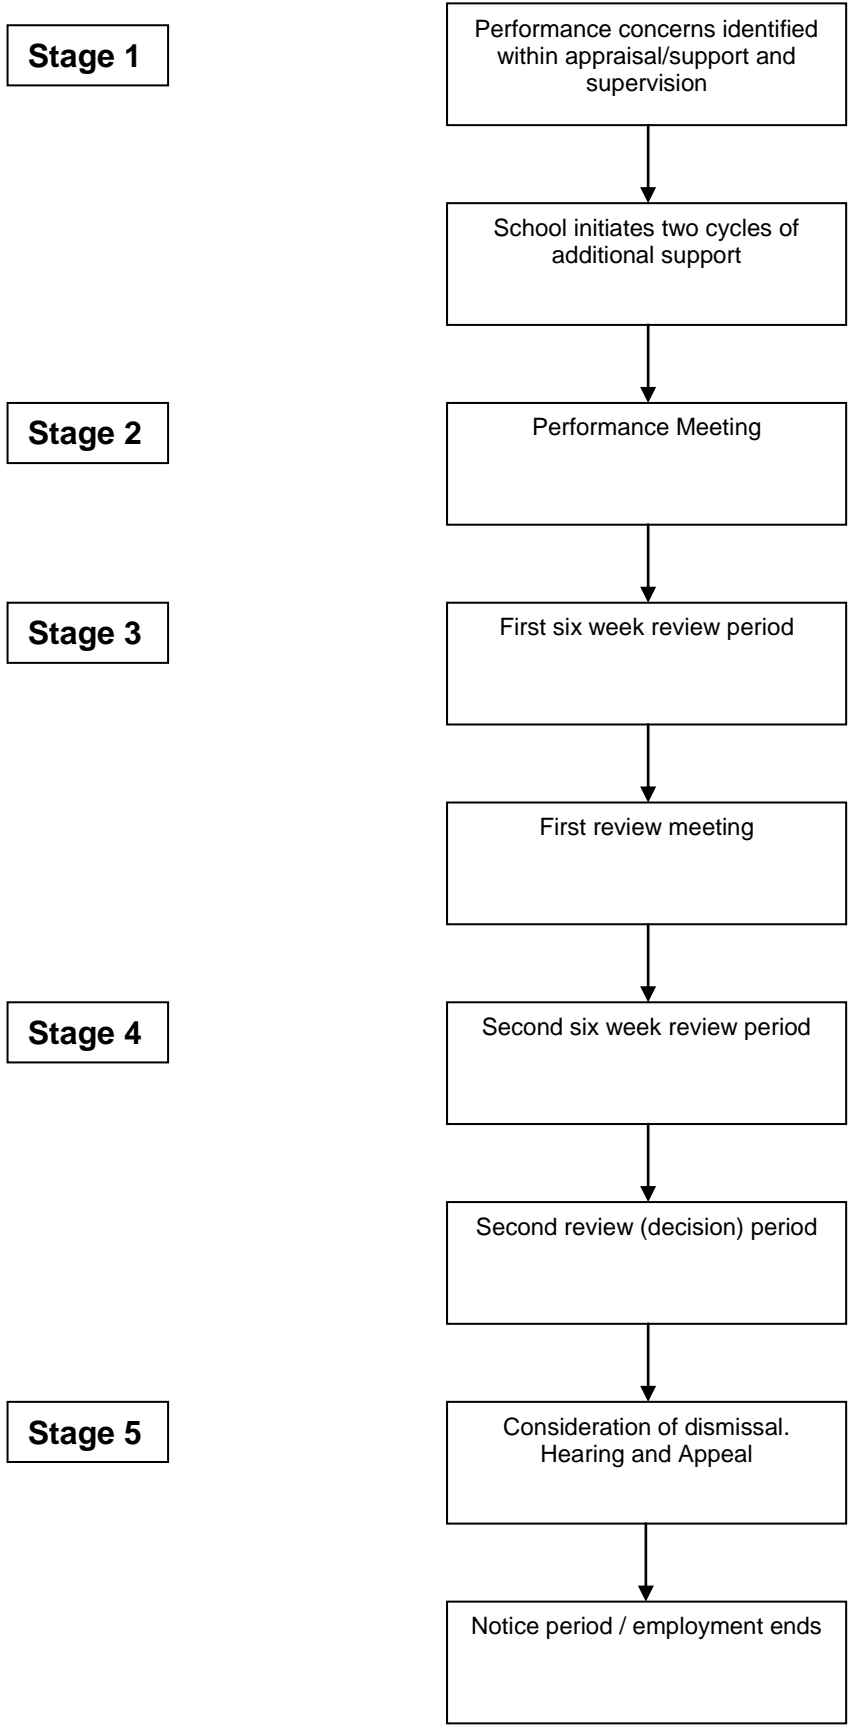 Stage 1
Performance concerns identified
within appraisal/support and
supervision
School initiates two cycles of
additional support
Stage 2
Performance Meeting
Stage 3
First six week review period
First review meeting
Stage 4
Second six week review period
Second review (decision) period
Stage 5
Consideration of dismissal.
Hearing and Appeal
Notice period / employment ends